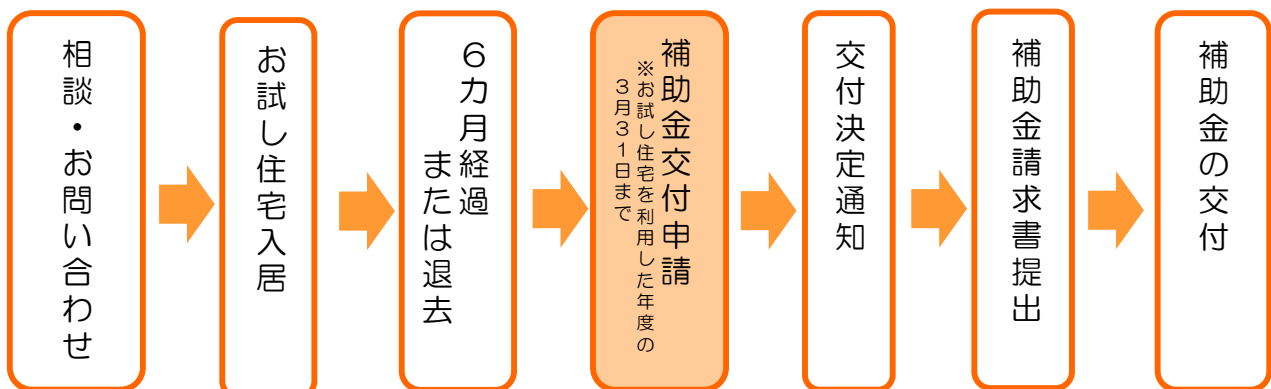 相談・お問い合わせ
お試し住宅入居
６カ月経過
または退去
補助金交付申請
※お試し住宅を利用した年度の
３月３１日まで
交付決定通知
補助金請求書提出
補助金の交付